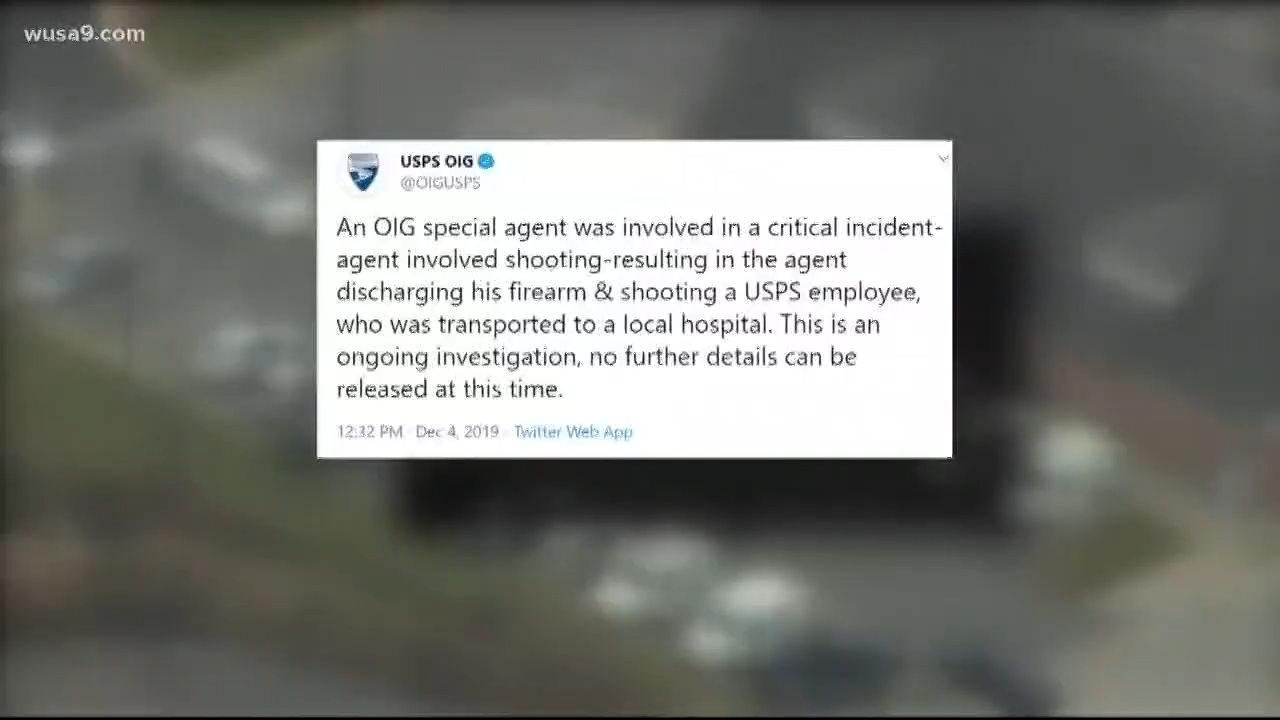 wusa9.com
USPS OIG
@OIGUSPS
An OIG special agent was involved in a critical incident-
agent involved shooting-resulting in the agent
discharging his firearm & shooting a USPS employee,
who was transported to a local hospital. This is an
ongoing investigation, no further details can be
released at this time.
12:32 PM · Dec 4, 2019 · Twitter Web App